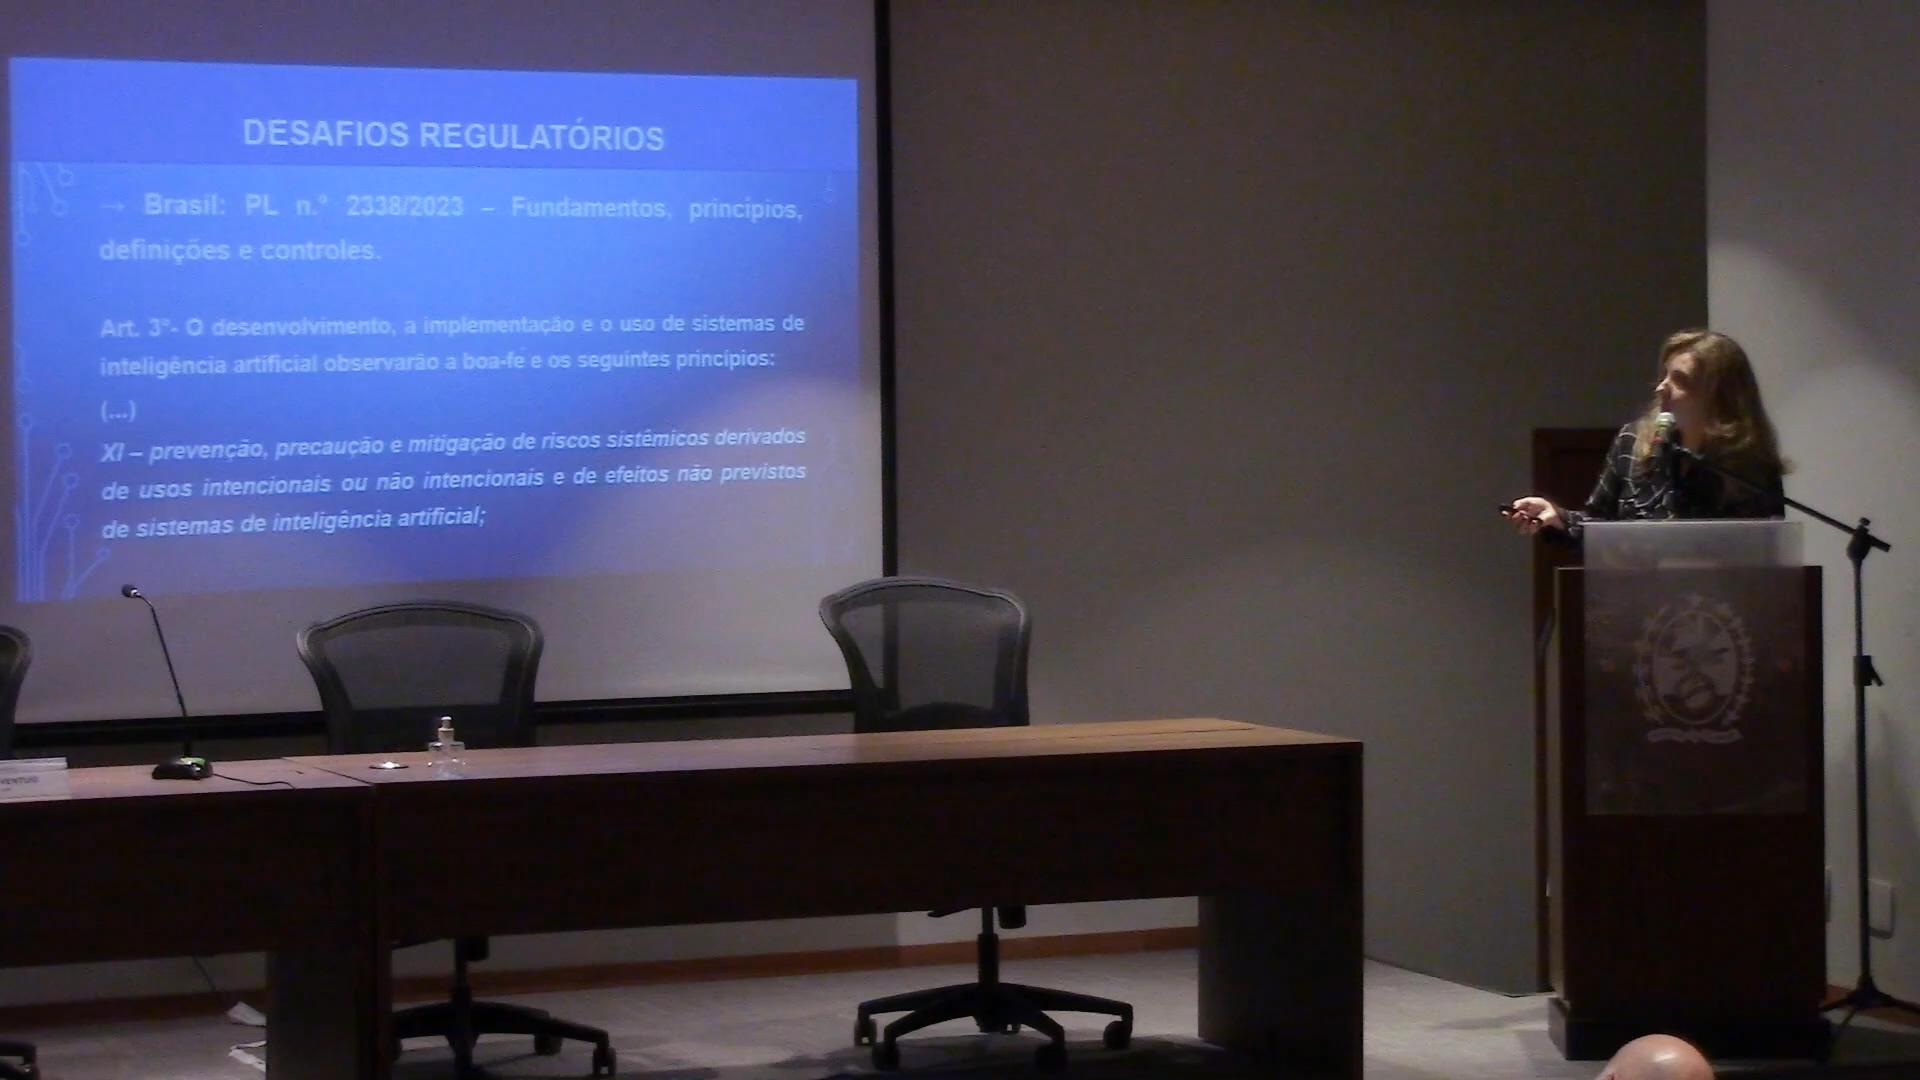 DESAFIOS REGULATÓRIOS
→ Brasil: PL n.º 2338/2023 – Fundamentos, princípios,
definições e controles.
Art. 3°- O desenvolvimento, a implementação e o uso de sistemas de
inteligência artificial observarão a boa-fé e os seguintes princípios:
(...)
XI – prevenção, precaução e mitigação de riscos sistêmicos derivados
de usos intencionais ou não intencionais e de efeitos não previstos
de sistemas de inteligência artificial;